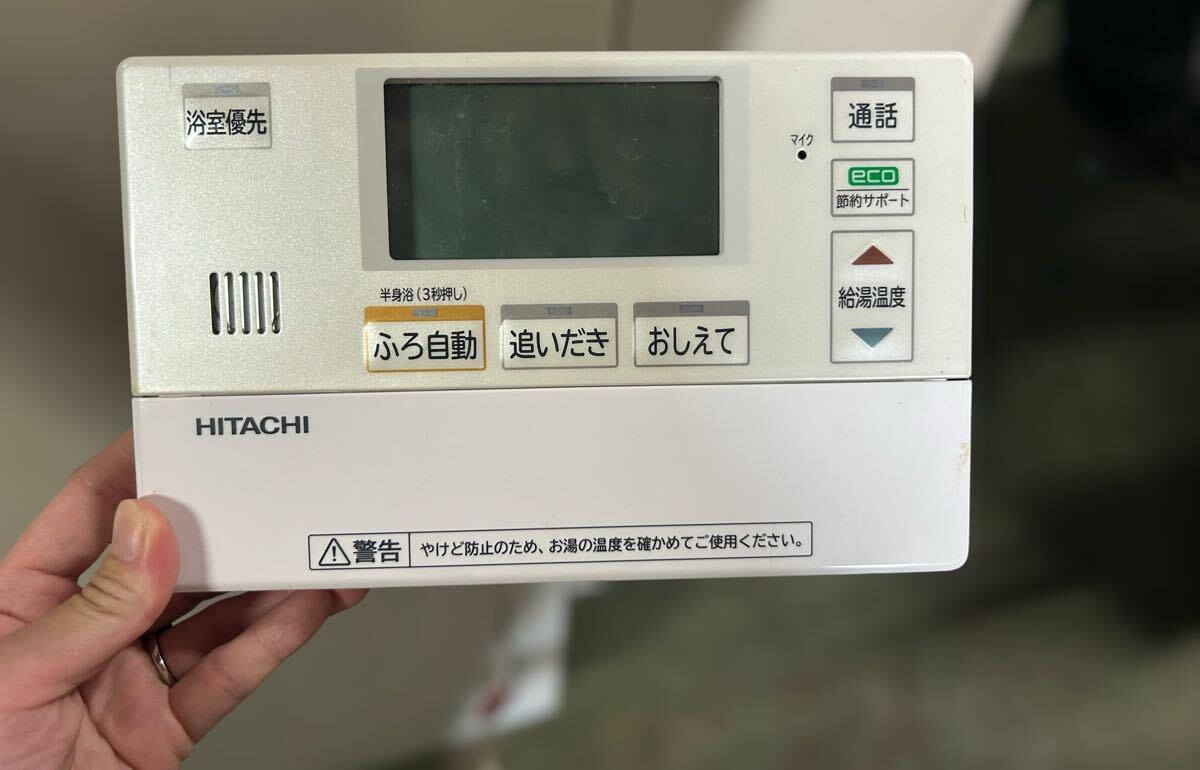 浴室優先
通話
マイク
eco
節約サポート
給湯温度
半身浴（3秒押し）
ふろ自動
追いだき
おしえて
HITACHI
警告
やけど防止のため、お湯の温度を確かめてご使用ください。